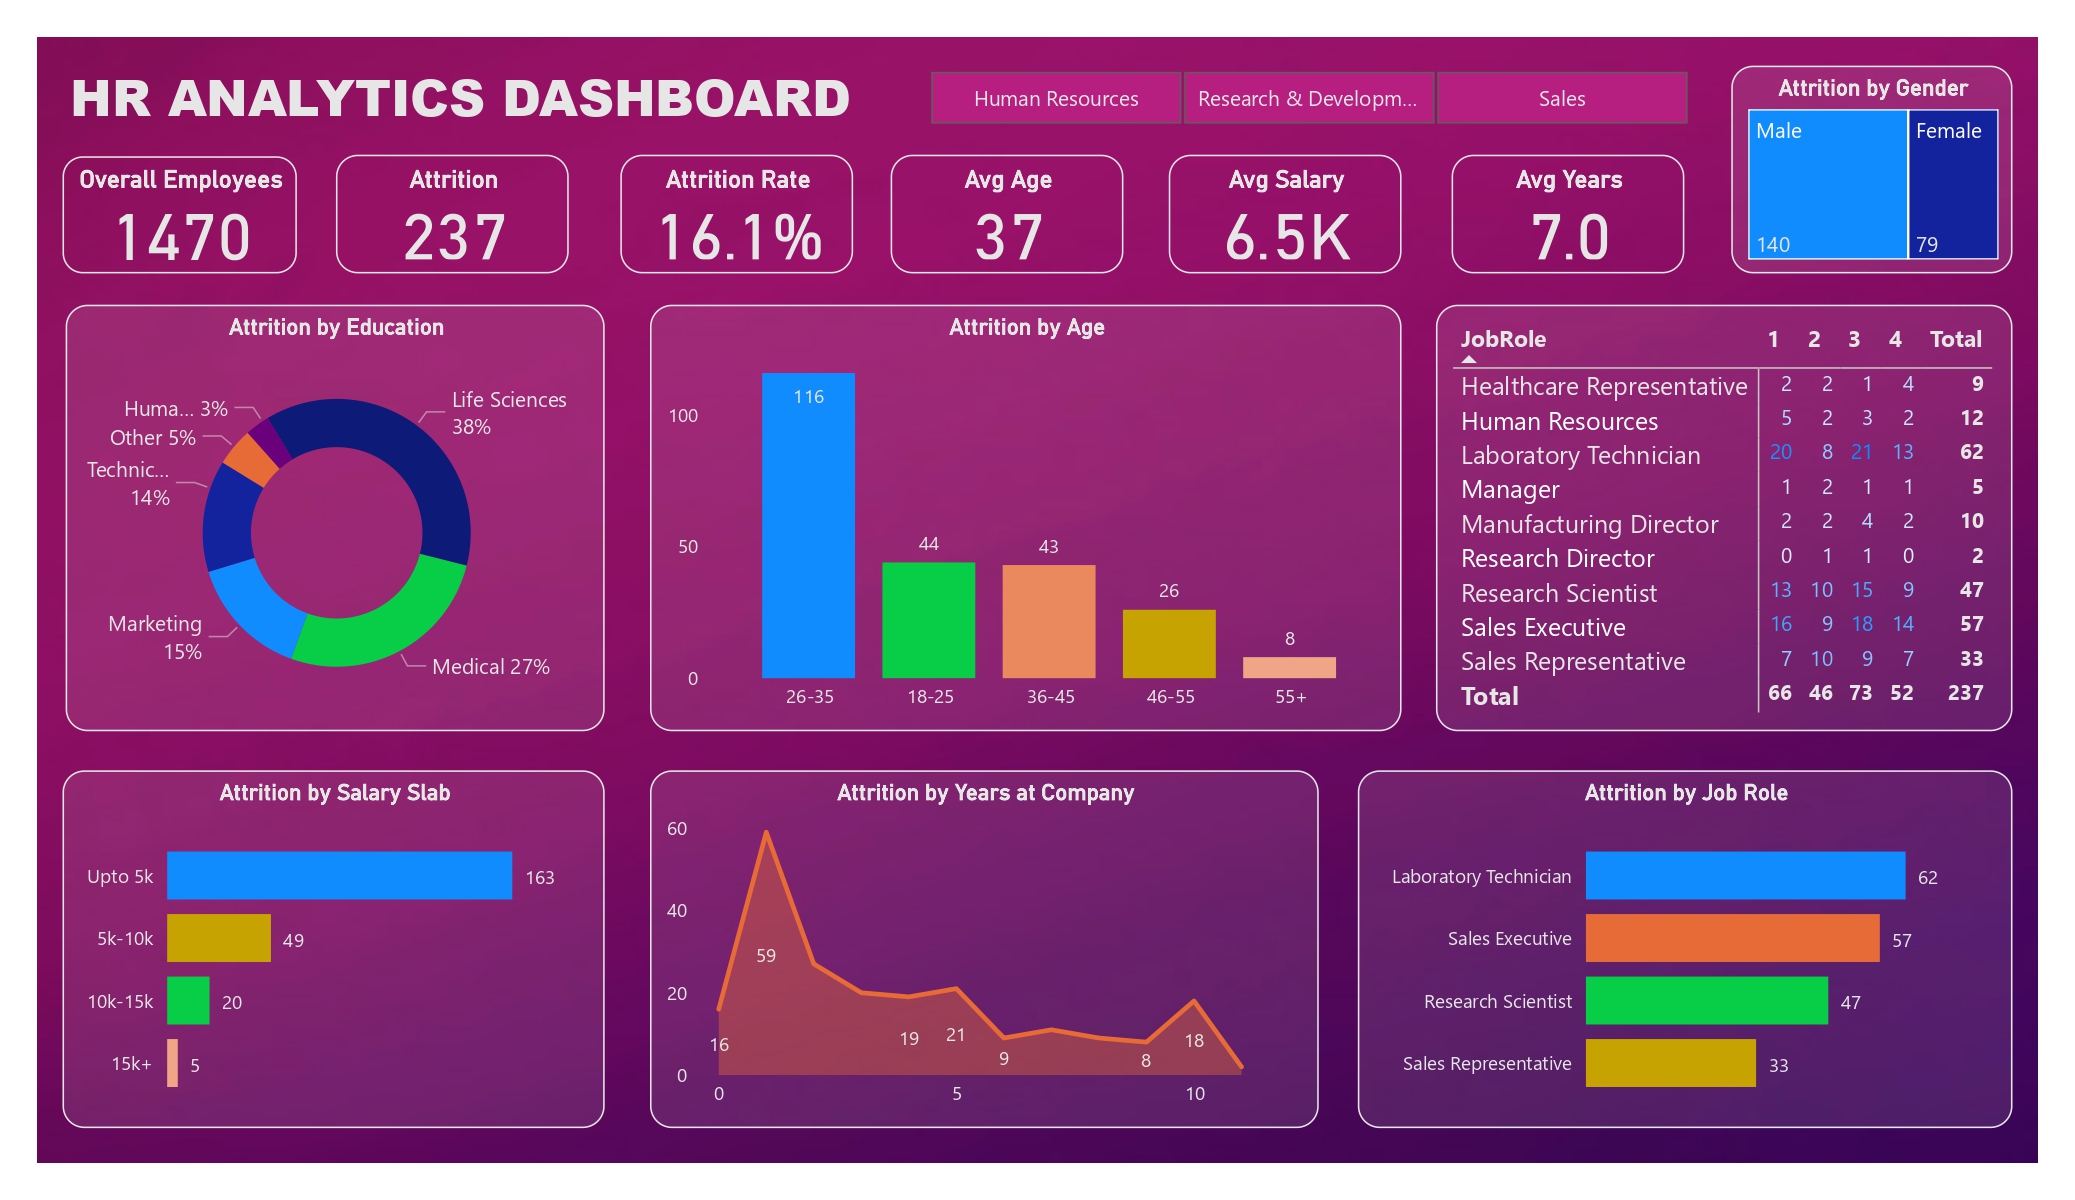 HR ANALYTICS DASHBOARD
Human Resources
Research & Developm...
Sales
Attrition by Gender
Male
Female
140
79
Overall Employees
1470
Attrition
237
Attrition Rate
16.1%
Avg Age
37
Avg Salary
6.5K
Avg Years
7.0
Attrition by Education
Life Sciences
38%
Huma... 3%
Other 5%
Technic...
14%
Marketing
15%
Medical 27%
Attrition by Age
100
50
0
116
44
43
26
8
26-35
18-25
36-45
46-55
55+
JobRole 1 2 3 4 Total
Healthcare Representative 2 2 1 4 9
Human Resources 5 2 3 2 12
Laboratory Technician 20 8 21 13 62
Manager 1 2 1 1 5
Manufacturing Director 2 2 4 2 10
Research Director 0 1 1 0 2
Research Scientist 13 10 15 9 47
Sales Executive 16 9 18 14 57
Sales Representative 7 10 9 7 33
Total 66 46 73 52 237
Attrition by Salary Slab
Upto 5k 163
5k-10k 49
10k-15k 20
15k+ 5
Attrition by Years at Company
60
40
20
0
16
59
19
21
9
8
18
0
5
10
Attrition by Job Role
Laboratory Technician 62
Sales Executive 57
Research Scientist 47
Sales Representative 33